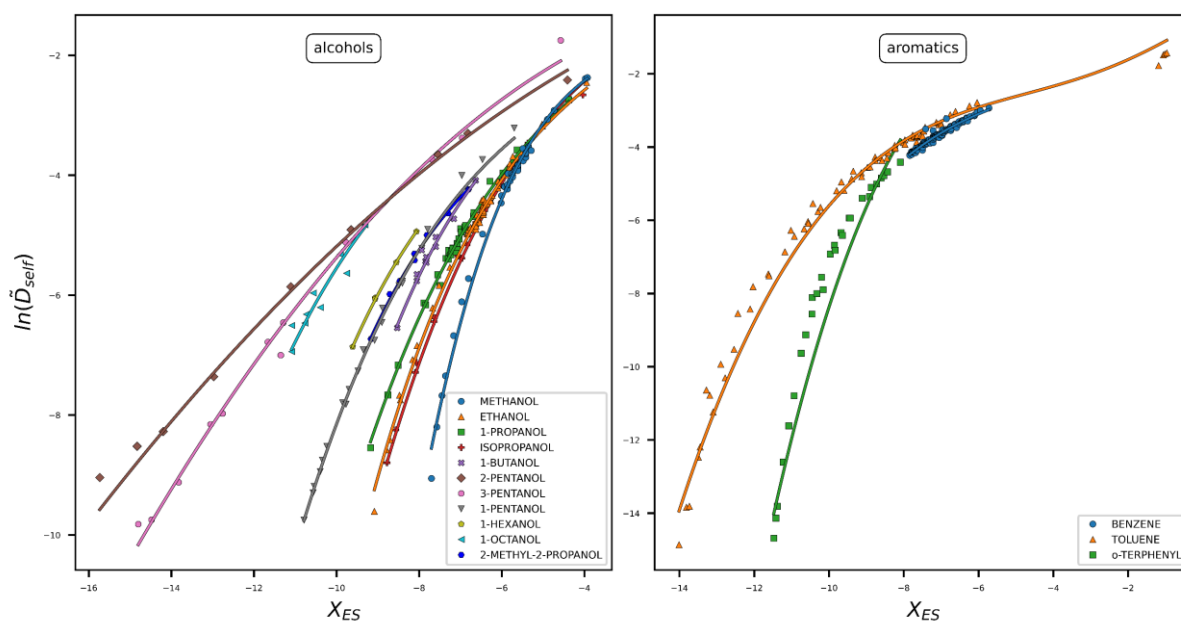 alcohols
aromatics
ln(D̃self)
−2
−4
−6
−8
−10
−16
−14
−12
−10
−8
−6
−4
XES
METHANOL
ETHANOL
1-PROPANOL
ISOPROPANOL
1-BUTANOL
2-PENTANOL
3-PENTANOL
1-PENTANOL
1-HEXANOL
1-OCTANOL
2-METHYL-2-PROPANOL
−2
−4
−6
−8
−10
−12
−14
−14
−12
−10
−8
−6
−4
−2
XES
BENZENE
TOLUENE
o-TERPHENYL